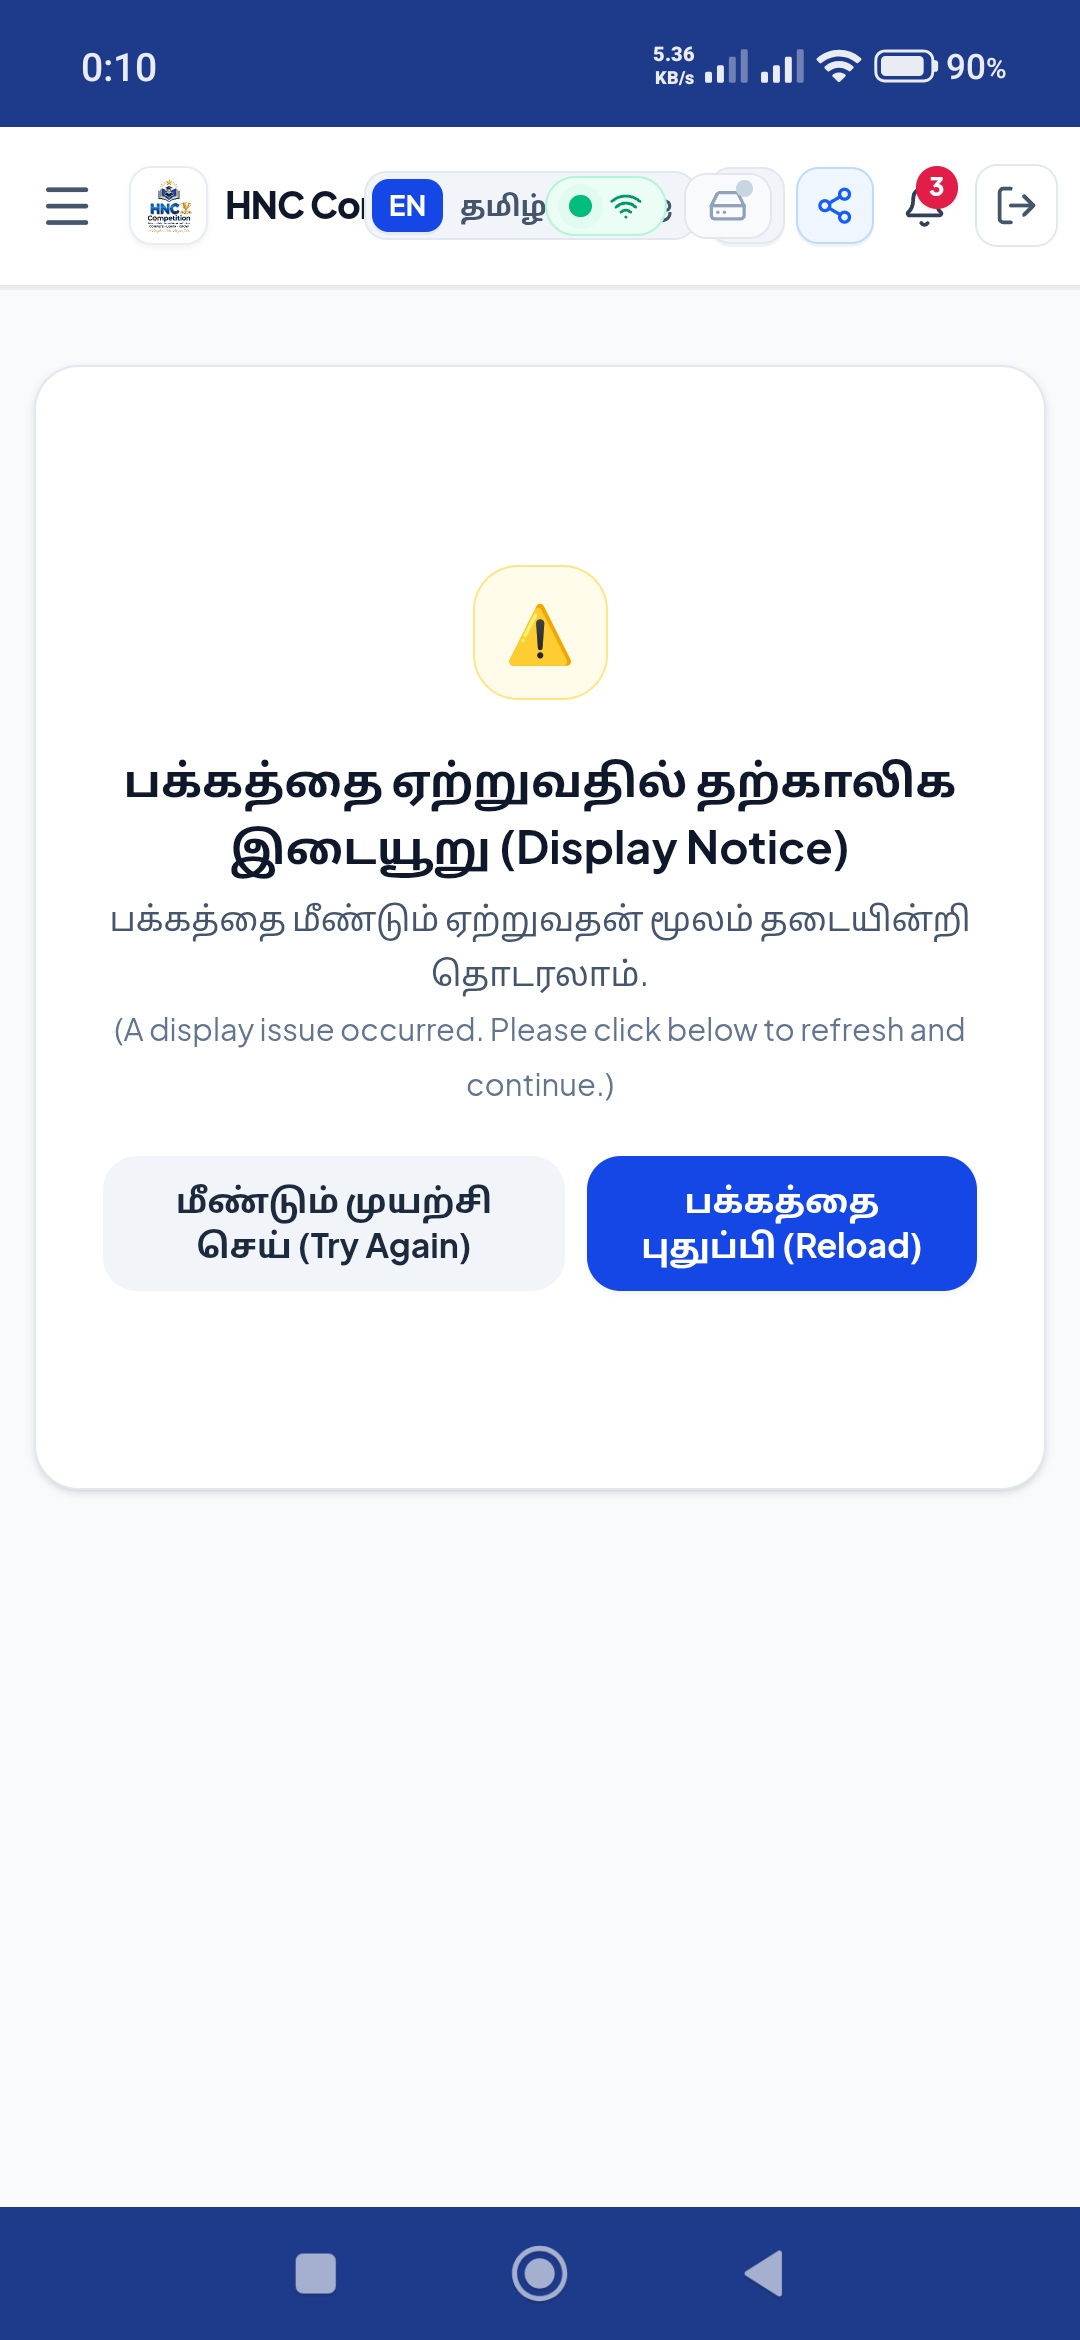 0:10
5.36
KB/s
90%
HNC
Competition
HNC Co
EN
தமிழ்
3
பக்கத்தை ஏற்றுவதில் தற்காலிக
இடையூறு (Display Notice)
பக்கத்தை மீண்டும் ஏற்றுவதன் மூலம் தடையின்றி
தொடரலாம்.
(A display issue occurred. Please click below to refresh and
continue.)
மீண்டும் முயற்சி
செய் (Try Again)
பக்கத்தை
புதுப்பி (Reload)